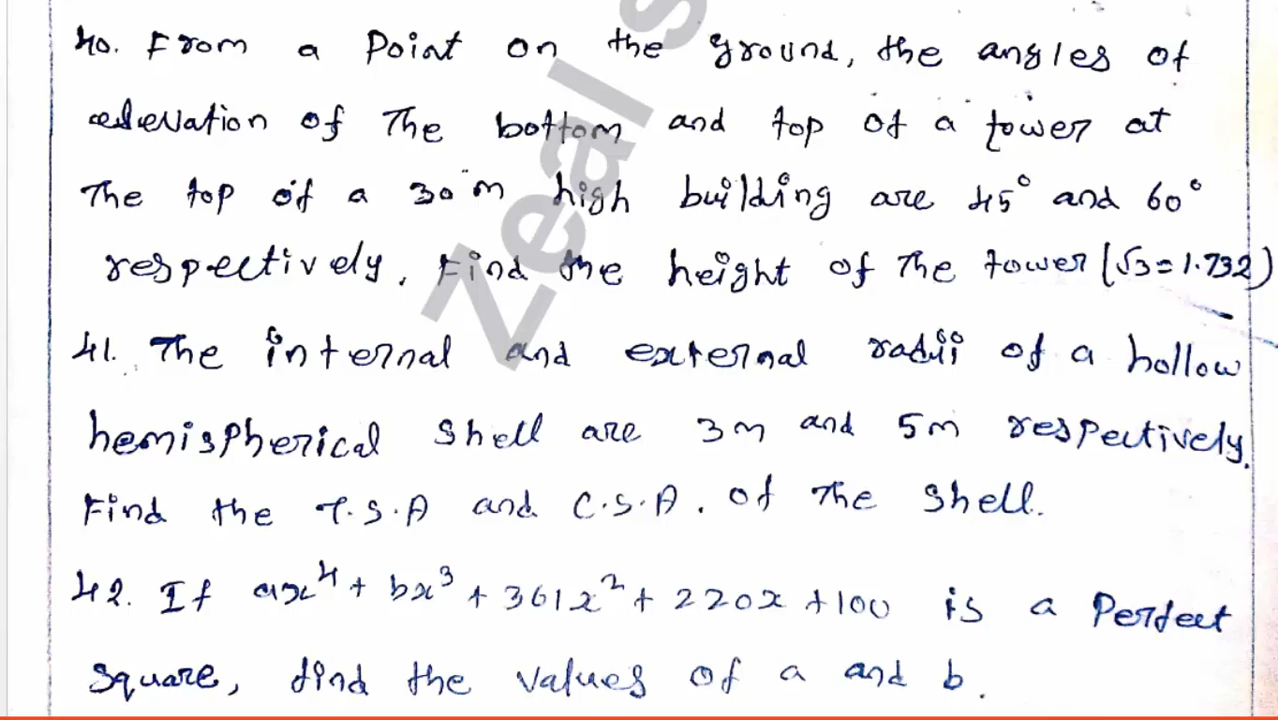 40. From a Point on the ground, the angles of
elevation of The bottom and top of a tower at
The top of a 30 m high building are 45° and 60°
respectively. Find the height of The tower (√3 = 1.732)
41. The internal and external radii of a hollow
hemispherical shell are 3m and 5m respectively.
Find the T.S.A and C.S.A. of The shell.
42. If ax⁴ + bx³ + 361x² + 220x + 100 is a Perfect
square, find the values of a and b.
Zeal s